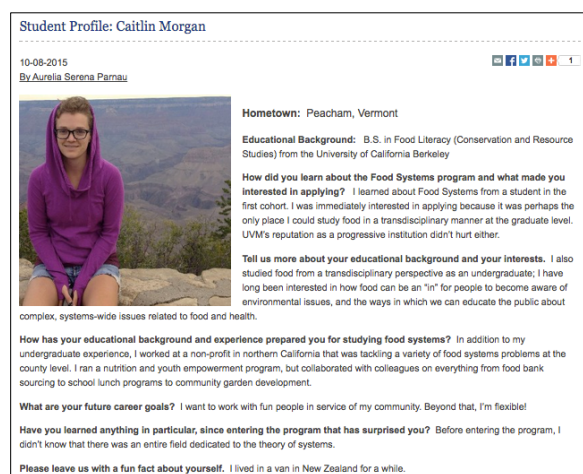 Student Profile: Caitlin Morgan
10-08-2015
1
By Aurelia Serena Parnau
Hometown: Peacham, Vermont
Educational Background: B.S. in Food Literacy (Conservation and Resource
Studies) from the University of California Berkeley
How did you learn about the Food Systems program and what made you
interested in applying? I learned about Food Systems from a student in the
first cohort. I was immediately interested in applying because it was perhaps the
only place I could study food in a transdisciplinary manner at the graduate level.
UVM's reputation as a progressive institution didn't hurt either.
Tell us more about your educational background and your interests. I also
studied food from a transdisciplinary perspective as an undergraduate; I have
long been interested in how food can be an “in” for people to become aware of
environmental issues, and the ways in which we can educate the public about
complex, systems-wide issues related to food and health.
How has your educational background and experience prepared you for studying food systems? In addition to my
undergraduate experience, I worked at a non-profit in northern California that was tackling a variety of food systems problems at the
county level. I ran a nutrition and youth empowerment program, but collaborated with colleagues on everything from food bank
sourcing to school lunch programs to community garden development.
What are your future career goals? I want to work with fun people in service of my community. Beyond that, I'm flexible!
Have you learned anything in particular, since entering the program that has surprised you? Before entering the program, I
didn't know that there was an entire field dedicated to the theory of systems.
Please leave us with a fun fact about yourself. I lived in a van in New Zealand for a while.